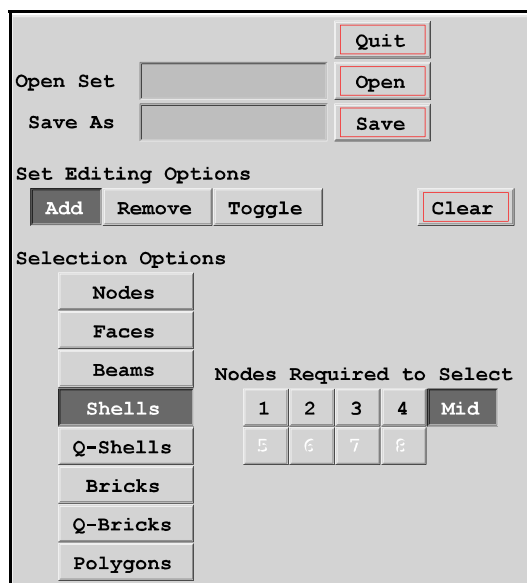 Quit
Open Set Open
Save As Save
Set Editing Options
Add Remove Toggle Clear
Selection Options
Nodes
Faces
Beams Nodes Required to Select
Shells 1 2 3 4 Mid
Q-Shells 5 6 7 8
Bricks
Q-Bricks
Polygons